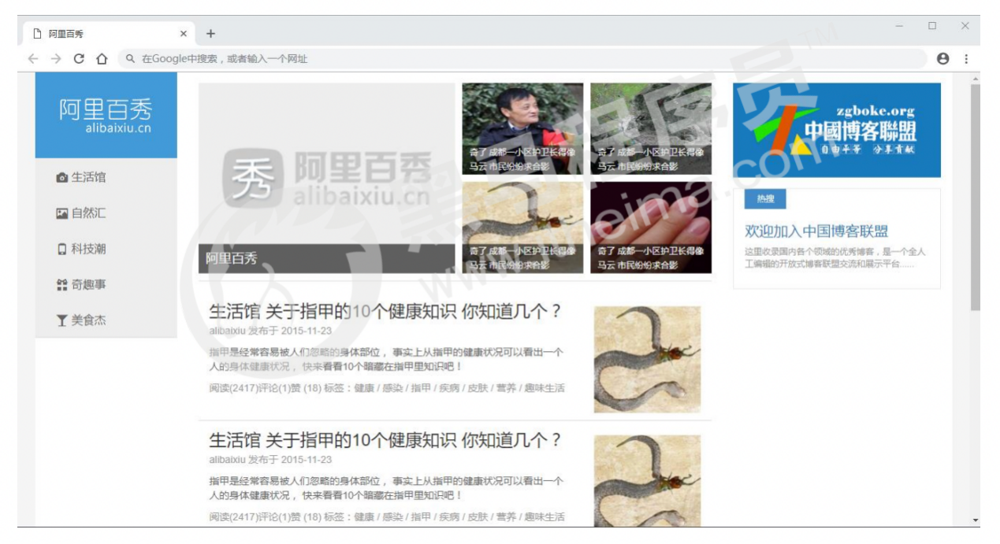 阿里百秀
在Google中搜索，或者输入一个网址
阿里百秀
alibaixiu.cn
生活馆
自然汇
科技潮
奇趣事
美食杰
秀 阿里百秀
alibaixiu.cn
阿里百秀
奇了 成都一小区护卫长得像
马云 市民纷纷求合影
奇了 成都一小区护卫长得像
马云 市民纷纷求合影
奇了 成都一小区护卫长得像
马云 市民纷纷求合影
奇了 成都一小区护卫长得像
马云 市民纷纷求合影
生活馆 关于指甲的10个健康知识 你知道几个？
alibaixiu 发布于 2015-11-23
指甲是经常容易被人们忽略的身体部位， 事实上从指甲的健康状况可以看出一个
人的身体健康状况， 快来看看10个暗藏在指甲里知识吧！
阅读(2417)评论(1)赞 (18) 标签：健康 / 感染 / 指甲 / 疾病 / 皮肤 / 营养 / 趣味生活
生活馆 关于指甲的10个健康知识 你知道几个？
alibaixiu 发布于 2015-11-23
指甲是经常容易被人们忽略的身体部位， 事实上从指甲的健康状况可以看出一个
人的身体健康状况， 快来看看10个暗藏在指甲里知识吧！
阅读(2417)评论(1)赞 (18) 标签：健康 / 感染 / 指甲 / 疾病 / 皮肤 / 营养 / 趣味生活
zgboke.org
中國博客聯盟
自由平等 分享贡献
热搜
欢迎加入中国博客联盟
这里收录国内各个领域的优秀博客，是一个全人
工编辑的开放式博客联盟交流和展示平台......
黑马程序员TM